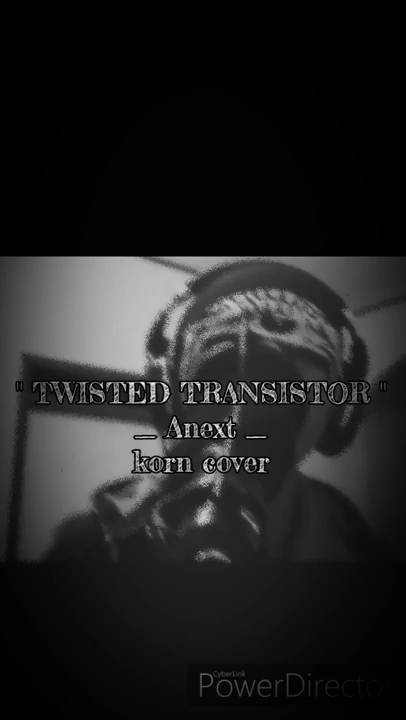 " TWISTED TRANSISTOR "
_ Anext _
korn cover
CyberLink
PowerDirector